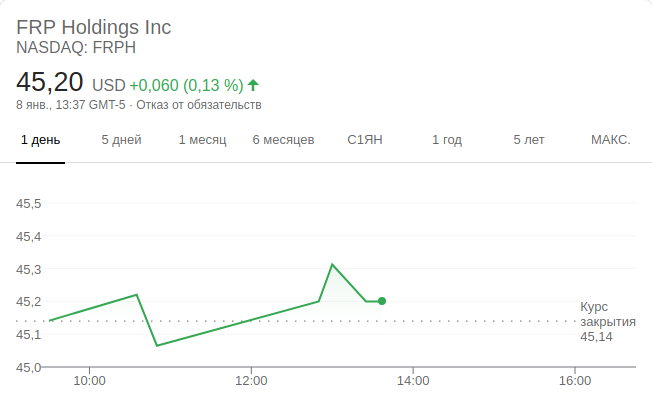 FRP Holdings Inc
NASDAQ: FRPH
45,20 USD +0,060 (0,13 %)
8 янв., 13:37 GMT-5 · Отказ от обязательств
1 день 5 дней 1 месяц 6 месяцев С1ЯН 1 год 5 лет МАКС.
45,5
45,4
45,3
45,2
45,1
45,0
Курс
закрытия
45,14
10:00 12:00 14:00 16:00